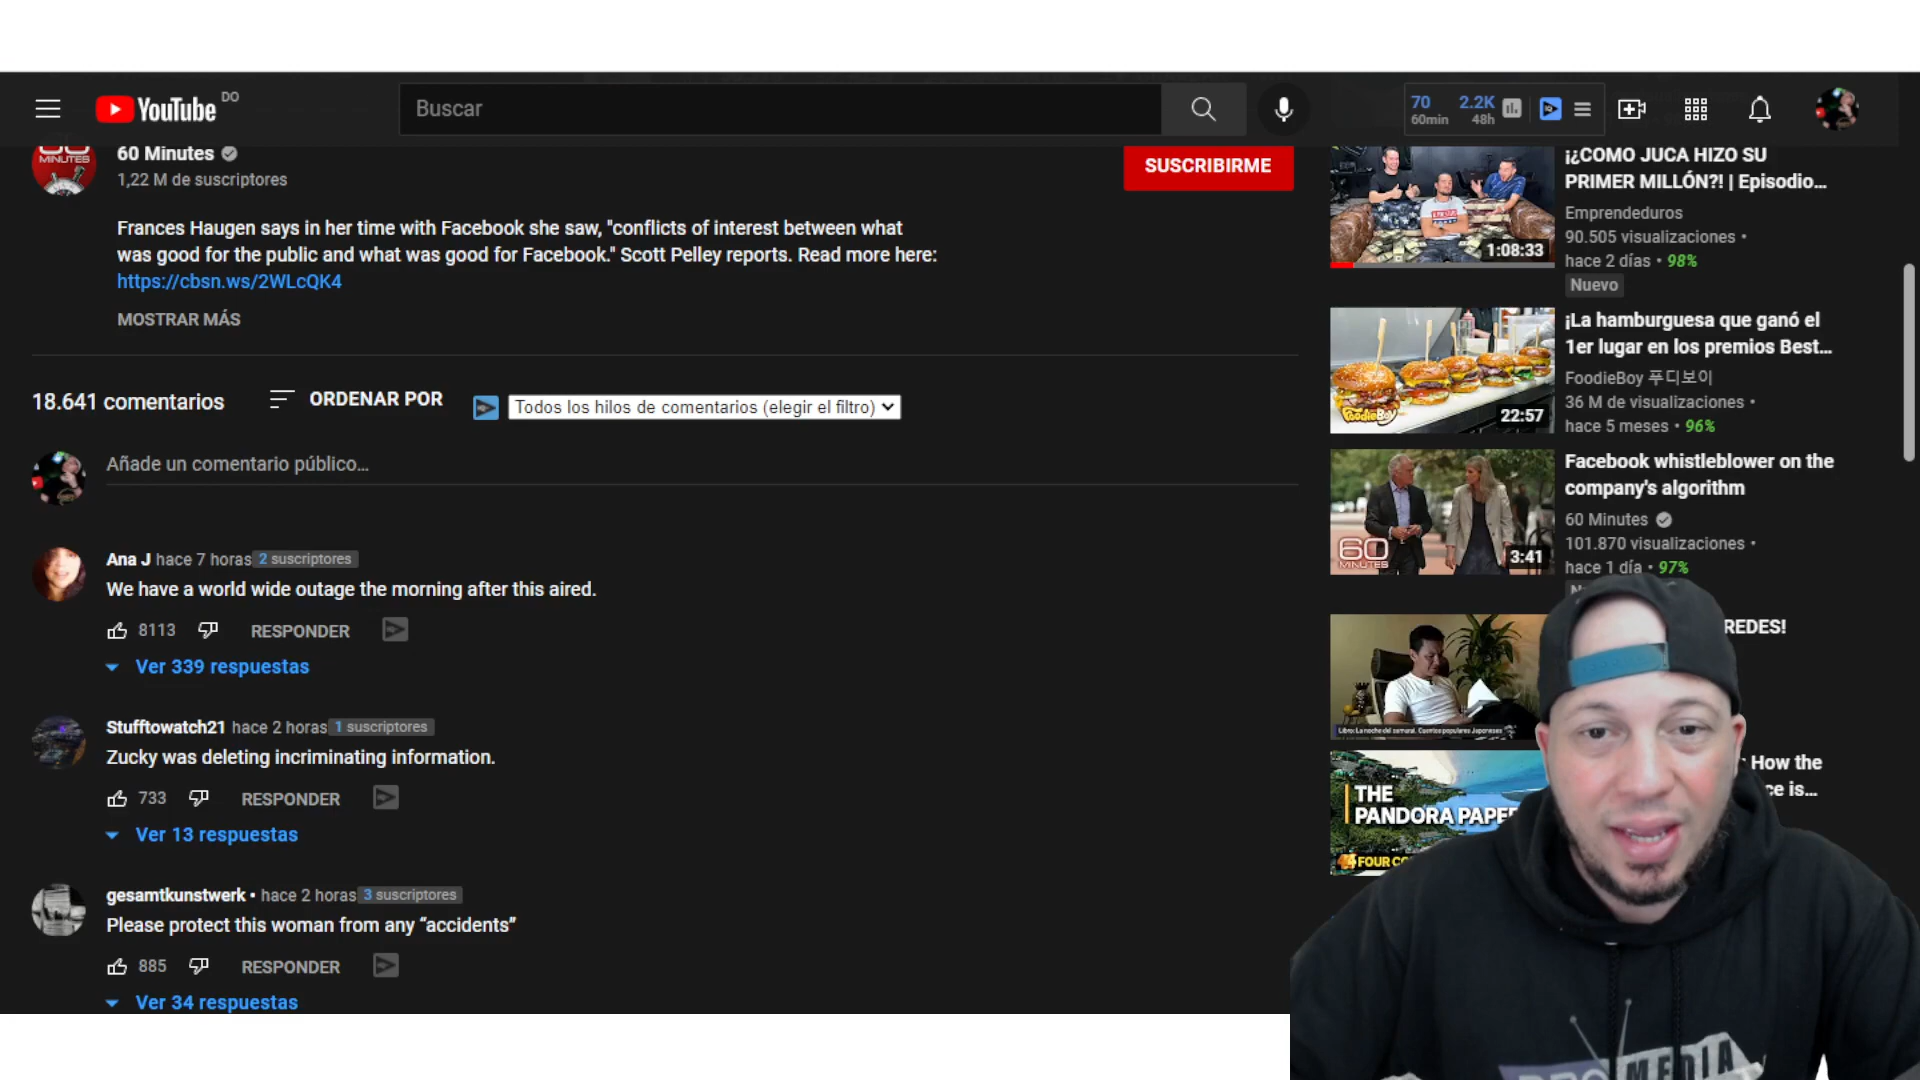 YouTube DO
Buscar
70 2.2K
60min 48h
MINUTES
60 Minutes
1,22 M de suscriptores
SUSCRIBIRME
Frances Haugen says in her time with Facebook she saw, "conflicts of interest between what
was good for the public and what was good for Facebook." Scott Pelley reports. Read more here:
https://cbsn.ws/2WLcQK4
MOSTRAR MÁS
18.641 comentarios
ORDENAR POR
Todos los hilos de comentarios (elegir el filtro)
Añade un comentario público...
Ana J hace 7 horas 2 suscriptores
We have a world wide outage the morning after this aired.
8113 RESPONDER
Ver 339 respuestas
Stufftowatch21 hace 2 horas 1 suscriptores
Zucky was deleting incriminating information.
733 RESPONDER
Ver 13 respuestas
gesamtkunstwerk • hace 2 horas 3 suscriptores
Please protect this woman from any “accidents”
885 RESPONDER
Ver 34 respuestas
1:08:33
¡¿COMO JUCA HIZO SU
PRIMER MILLÓN?! | Episodio...
Emprendeduros
90.505 visualizaciones •
hace 2 días • 98%
Nuevo
FoodieBoy
22:57
¡La hamburguesa que ganó el
1er lugar en los premios Best...
FoodieBoy 푸디보이
36 M de visualizaciones •
hace 5 meses • 96%
60
MINUTES
3:41
Facebook whistleblower on the
company's algorithm
60 Minutes
101.870 visualizaciones •
hace 1 día • 97%
REDES!
Libro: La noche del samurai. Cuentos populares Japoneses
THE
PANDORA PAPE
FOUR CO
: How the
ce is...
MEDIA